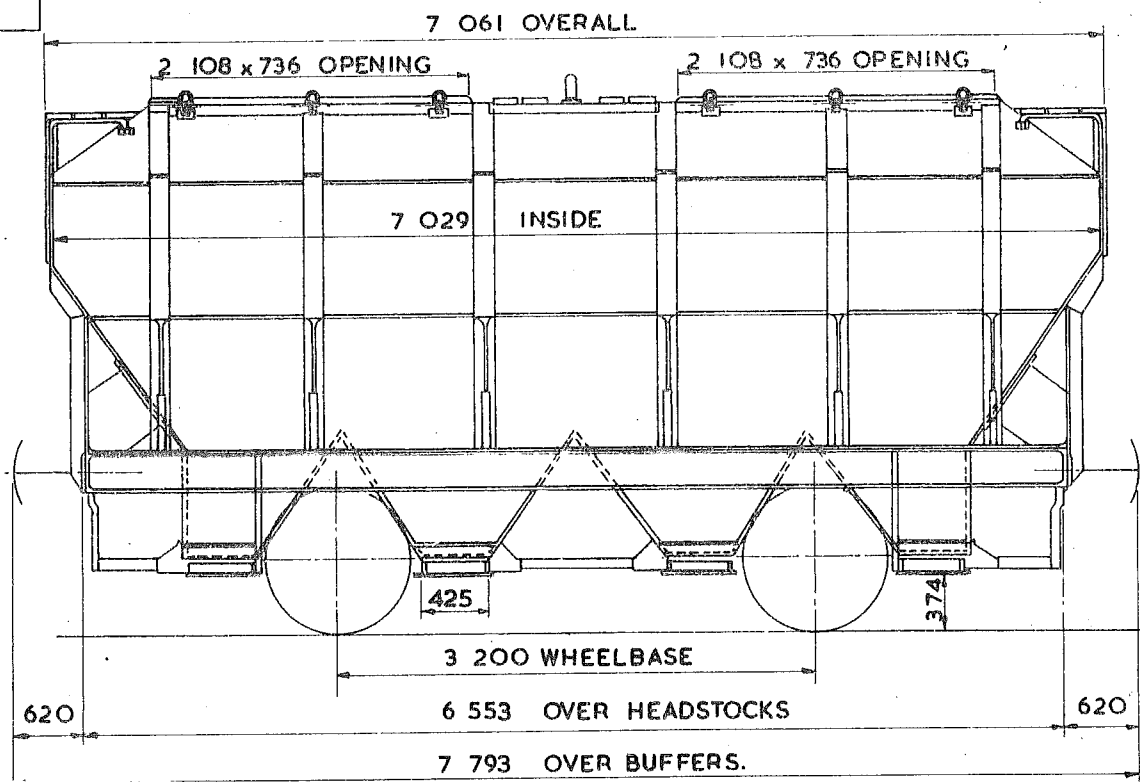 7 061 OVERALL
2 108 x 736 OPENING
2 108 x 736 OPENING
7 029 INSIDE
425
374
3 200 WHEELBASE
620
6 553 OVER HEADSTOCKS
620
7 793 OVER BUFFERS.